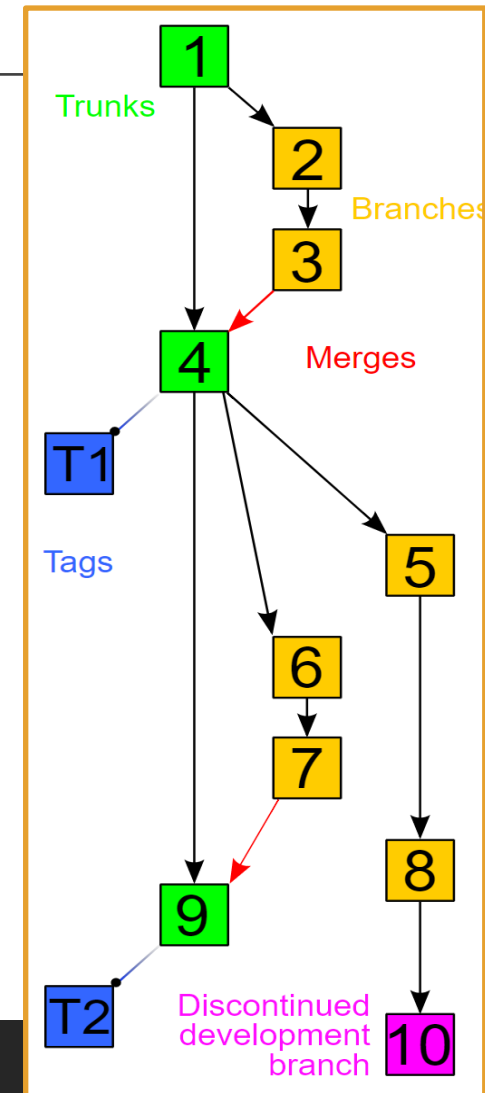 1
Trunks
2
Branches
3
4
Merges
T1
Tags
5
6
7
8
9
T2
Discontinued
development
branch
10